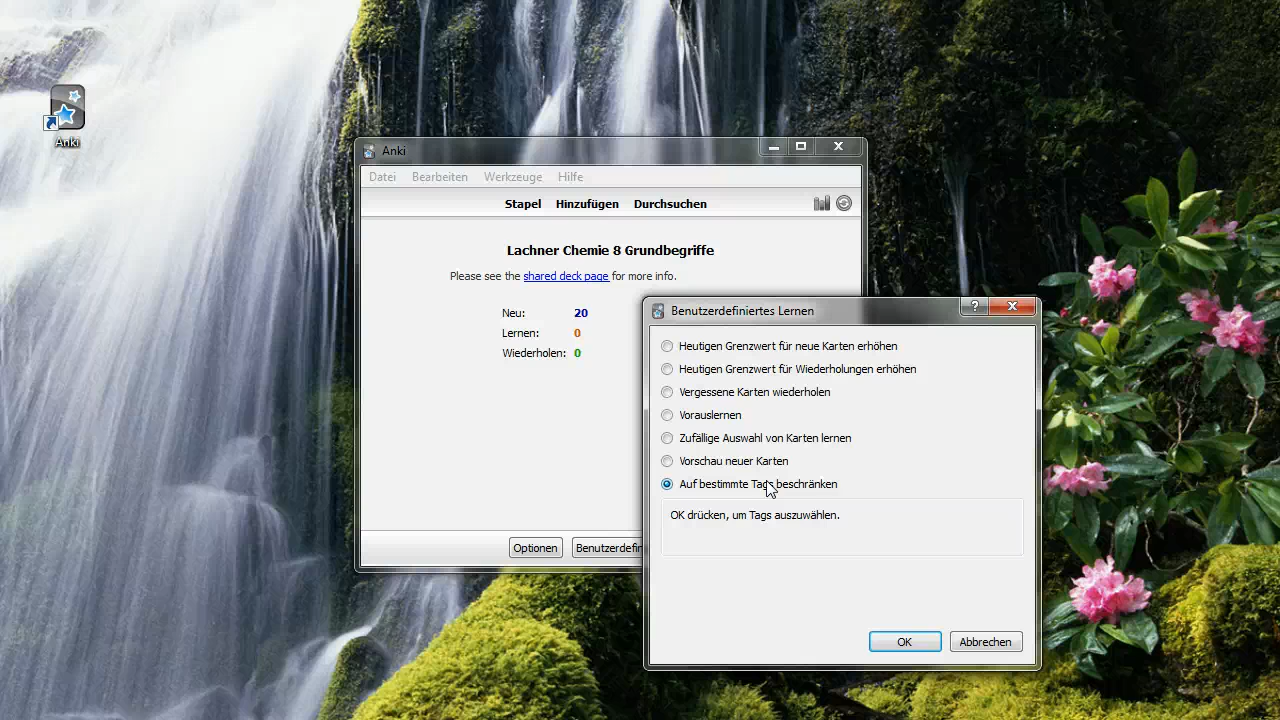 Anki
Anki
Datei Bearbeiten Werkzeuge Hilfe
Stapel Hinzufügen Durchsuchen
Lachner Chemie 8 Grundbegriffe
Please see the shared deck page for more info.
Neu: 20
Lernen: 0
Wiederholen: 0
Optionen
Benutzerdefin
Benutzerdefiniertes Lernen
Heutigen Grenzwert für neue Karten erhöhen
Heutigen Grenzwert für Wiederholungen erhöhen
Vergessene Karten wiederholen
Vorauslernen
Zufällige Auswahl von Karten lernen
Vorschau neuer Karten
Auf bestimmte Tags beschränken
OK drücken, um Tags auszuwählen.
OK Abbrechen